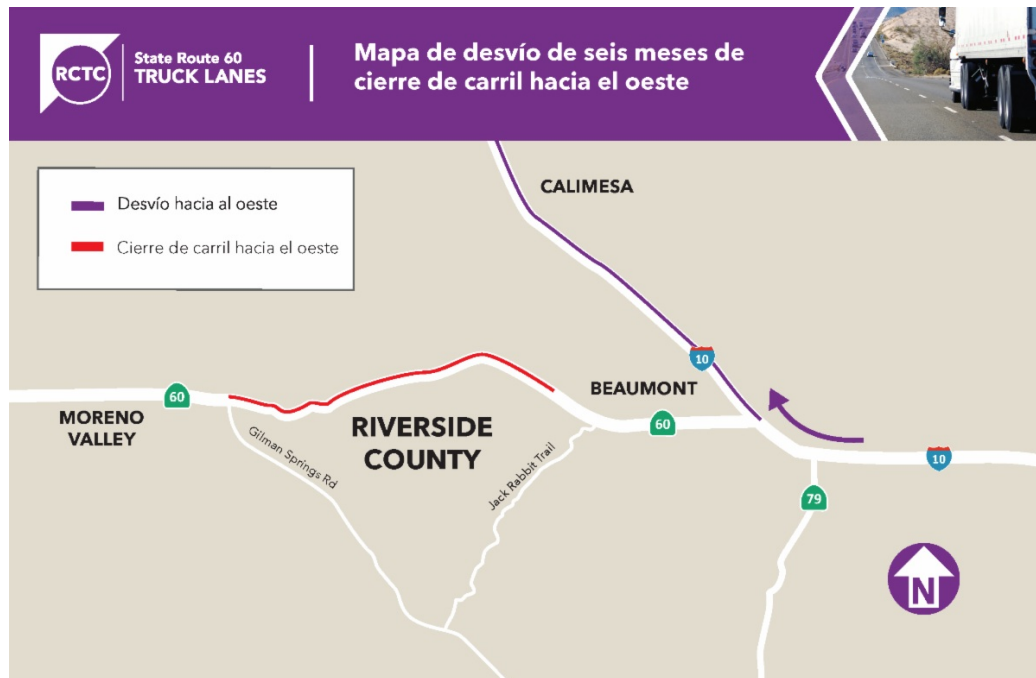 RCTC
State Route 60
TRUCK LANES
Mapa de desvío de seis meses de
cierre de carril hacia el oeste
Desvío hacia al oeste
Cierre de carril hacia el oeste
CALIMESA
10
BEAUMONT
60
MORENO
VALLEY
RIVERSIDE
COUNTY
60
Gilman Springs Rd
Jack Rabbit Trail
10
79
N